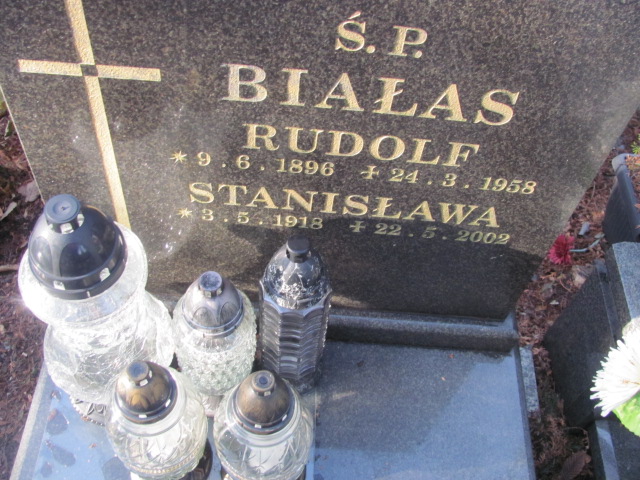 Ś.P.
BIAŁAS
RUDOLF
* 9.6.1896 ✝ 24.3.1958
STANISŁAWA
* 3.5.1918 ✝ 22.5.2002